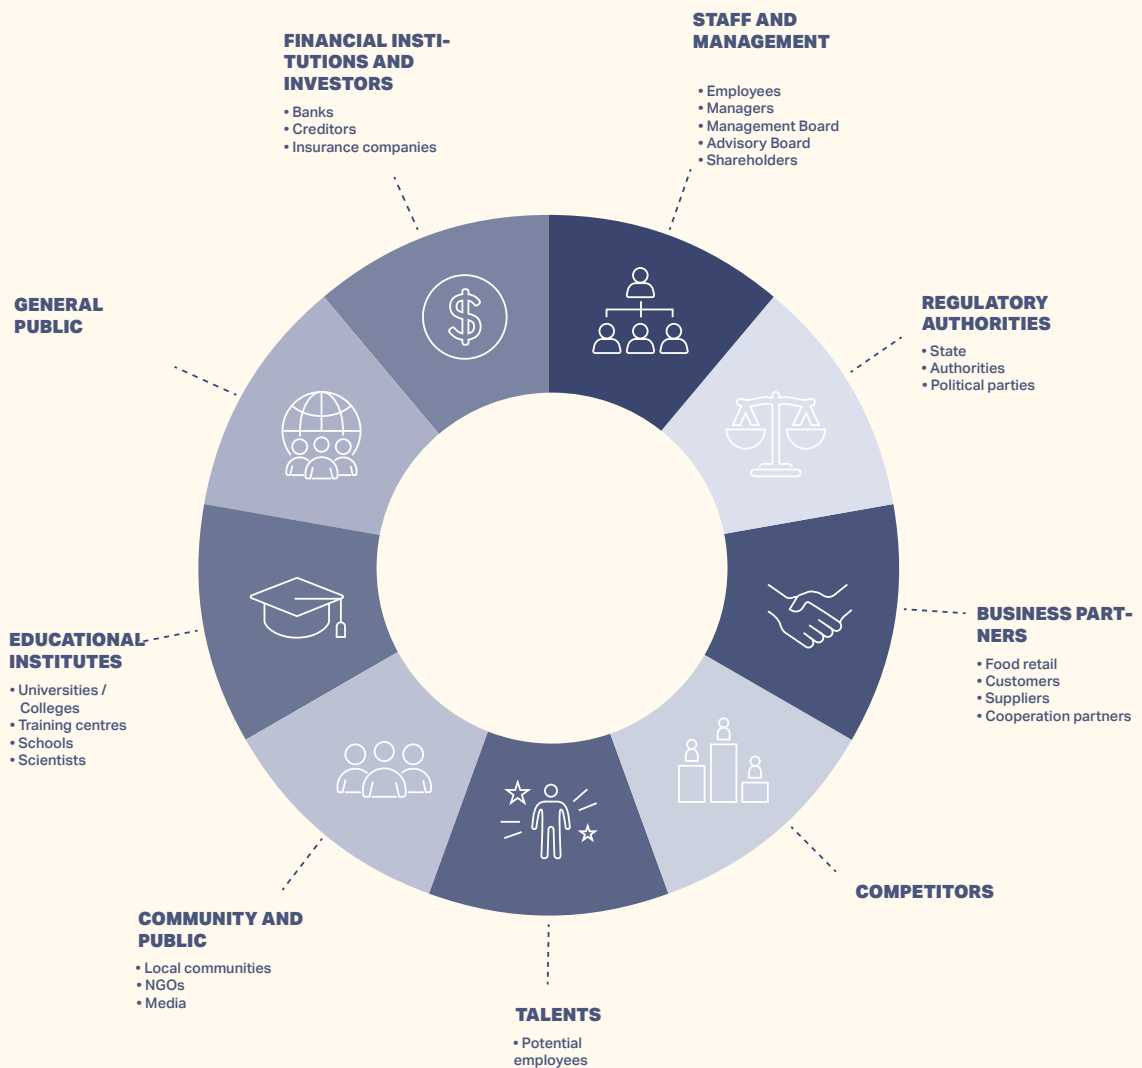 STAFF AND
MANAGEMENT
• Employees
• Managers
• Management Board
• Advisory Board
• Shareholders
REGULATORY
AUTHORITIES
• State
• Authorities
• Political parties
BUSINESS PART-
NERS
• Food retail
• Customers
• Suppliers
• Cooperation partners
COMPETITORS
TALENTS
• Potential
employees
COMMUNITY AND
PUBLIC
• Local communities
• NGOs
• Media
EDUCATIONAL
INSTITUTES
• Universities /
Colleges
• Training centres
• Schools
• Scientists
GENERAL
PUBLIC
FINANCIAL INSTI-
TUTIONS AND
INVESTORS
• Banks
• Creditors
• Insurance companies
$